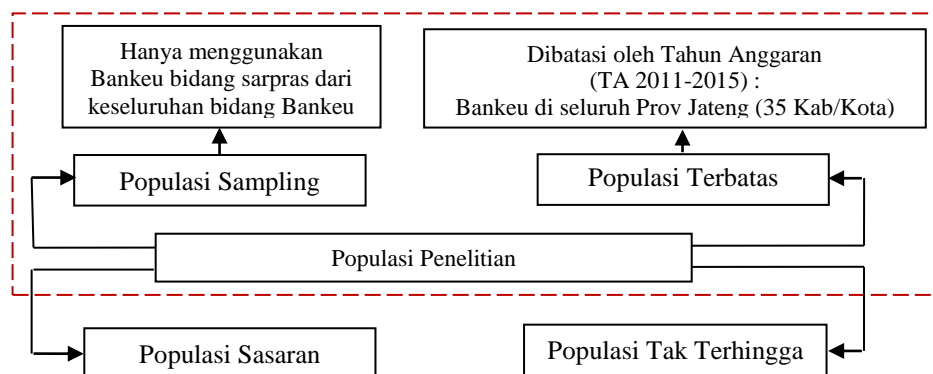 Hanya menggunakan
Bankeu bidang sarpras dari
keseluruhan bidang Bankeu
Dibatasi oleh Tahun Anggaran
(TA 2011-2015) :
Bankeu di seluruh Prov Jateng (35 Kab/Kota)
Populasi Sampling
Populasi Terbatas
Populasi Penelitian
Populasi Sasaran
Populasi Tak Terhingga